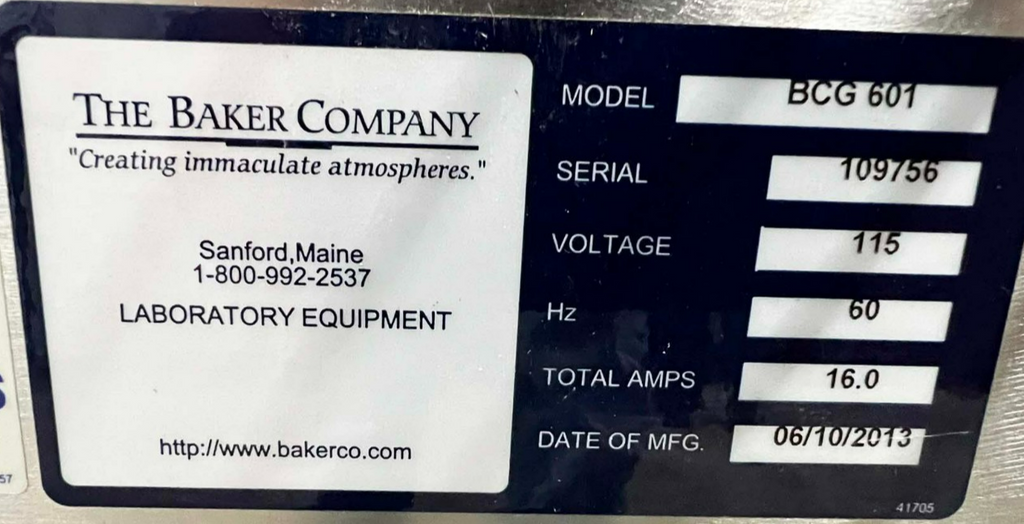 THE BAKER COMPANY
"Creating immaculate atmospheres."
Sanford,Maine
1-800-992-2537
LABORATORY EQUIPMENT
http://www.bakerco.com
MODEL BCG 601
SERIAL 109756
VOLTAGE 115
Hz 60
TOTAL AMPS 16.0
DATE OF MFG. 06/10/2013
41705
57